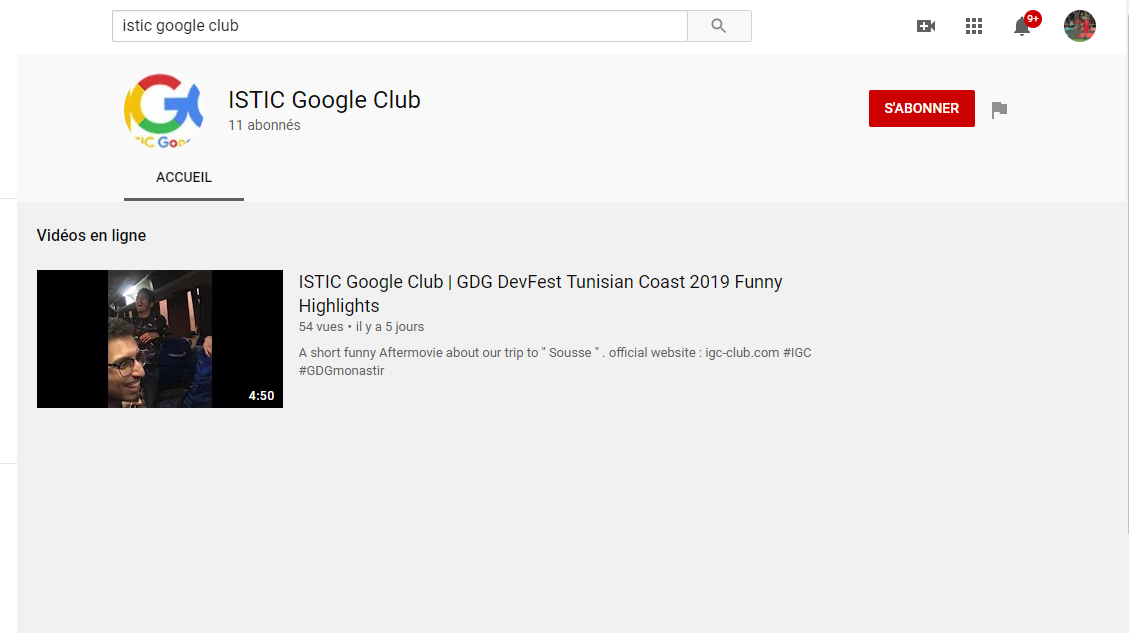 istic google club
9+
ISTIC Google Club
11 abonnés
S'ABONNER
ACCUEIL
Vidéos en ligne
ISTIC Google Club | GDG DevFest Tunisian Coast 2019 Funny
Highlights
54 vues • il y a 5 jours
A short funny Aftermovie about our trip to " Sousse " . official website : igc-club.com #IGC
#GDGmonastir
4:50